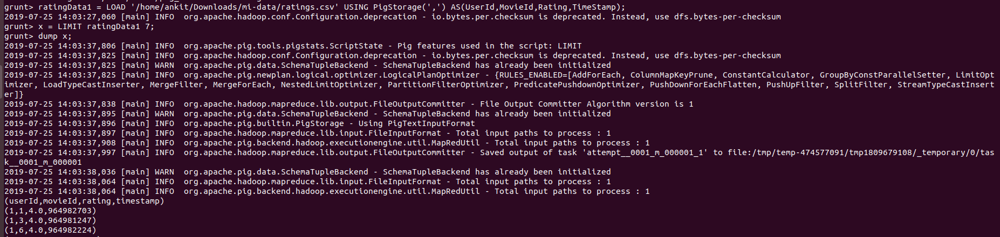 grunt> ratingData1 = LOAD '/home/ankit/Downloads/mi-data/ratings.csv' USING PigStorage(',') AS(UserId,MovieId,Rating,TimeStamp);
2019-07-25 14:03:27,060 [main] INFO  org.apache.hadoop.conf.Configuration.deprecation - io.bytes.per.checksum is deprecated. Instead, use dfs.bytes-per-checksum
grunt> x = LIMIT ratingData1 7;
grunt> dump x;
2019-07-25 14:03:37,806 [main] INFO  org.apache.pig.tools.pigstats.ScriptState - Pig features used in the script: LIMIT
2019-07-25 14:03:37,825 [main] INFO  org.apache.hadoop.conf.Configuration.deprecation - io.bytes.per.checksum is deprecated. Instead, use dfs.bytes-per-checksum
2019-07-25 14:03:37,825 [main] WARN  org.apache.pig.data.SchemaTupleBackend - SchemaTupleBackend has already been initialized
2019-07-25 14:03:37,825 [main] INFO  org.apache.pig.newplan.logical.optimizer.LogicalPlanOptimizer - {RULES_ENABLED=[AddForEach, ColumnMapKeyPrune, ConstantCalculator, GroupByConstParallelSetter, LimitOpt
imizer, LoadTypeCastInserter, MergeFilter, MergeForEach, NestedLimitOptimizer, PartitionFilterOptimizer, PredicatePushdownOptimizer, PushDownForEachFlatten, PushUpFilter, SplitFilter, StreamTypeCastInsert
er]}
2019-07-25 14:03:37,838 [main] INFO  org.apache.hadoop.mapreduce.lib.output.FileOutputCommitter - File Output Committer Algorithm version is 1
2019-07-25 14:03:37,895 [main] WARN  org.apache.pig.data.SchemaTupleBackend - SchemaTupleBackend has already been initialized
2019-07-25 14:03:37,896 [main] INFO  org.apache.pig.builtin.PigStorage - Using PigTextInputFormat
2019-07-25 14:03:37,897 [main] INFO  org.apache.hadoop.mapreduce.lib.input.FileInputFormat - Total input paths to process : 1
2019-07-25 14:03:37,908 [main] INFO  org.apache.pig.backend.hadoop.executionengine.util.MapRedUtil - Total input paths to process : 1
2019-07-25 14:03:37,997 [main] INFO  org.apache.hadoop.mapreduce.lib.output.FileOutputCommitter - Saved output of task 'attempt__0001_m_000001_1' to file:/tmp/temp-474577091/tmp1809679108/_temporary/0/tas
k__0001_m_000001
2019-07-25 14:03:38,036 [main] WARN  org.apache.pig.data.SchemaTupleBackend - SchemaTupleBackend has already been initialized
2019-07-25 14:03:38,064 [main] INFO  org.apache.hadoop.mapreduce.lib.input.FileInputFormat - Total input paths to process : 1
2019-07-25 14:03:38,064 [main] INFO  org.apache.pig.backend.hadoop.executionengine.util.MapRedUtil - Total input paths to process : 1
(userId,movieId,rating,timestamp)
(1,1,4.0,964982703)
(1,3,4.0,964981247)
(1,6,4.0,964982224)